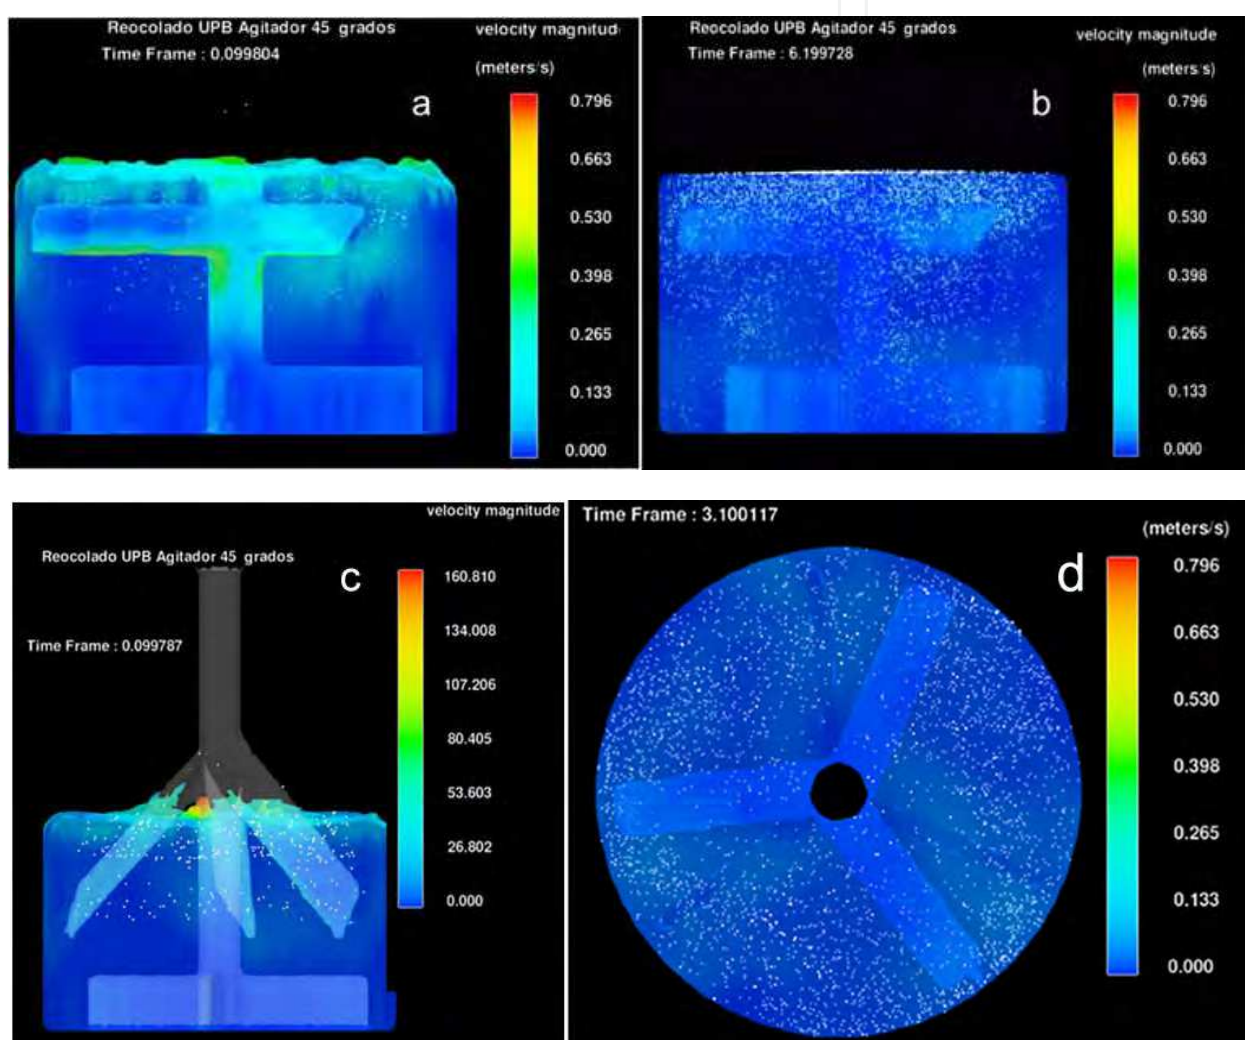 Reocolado UPB Agitador 45 grados
velocity magnitud
Time Frame : 0.099804
(meters/s)
a
0.796
0.663
0.530
0.398
0.265
0.133
0.000
Reocolado UPB Agitador 45 grados
velocity magnitude
Time Frame : 6.199728
(meters/s)
b
0.796
0.663
0.530
0.398
0.265
0.133
0.000
velocity magnitude
Reocolado UPB Agitador 45 grados
c
160.810
134.008
Time Frame : 0.099787
107.206
80.405
53.603
26.802
0.000
Time Frame : 3.100117
(meters/s)
d
0.796
0.663
0.530
0.398
0.265
0.133
0.000